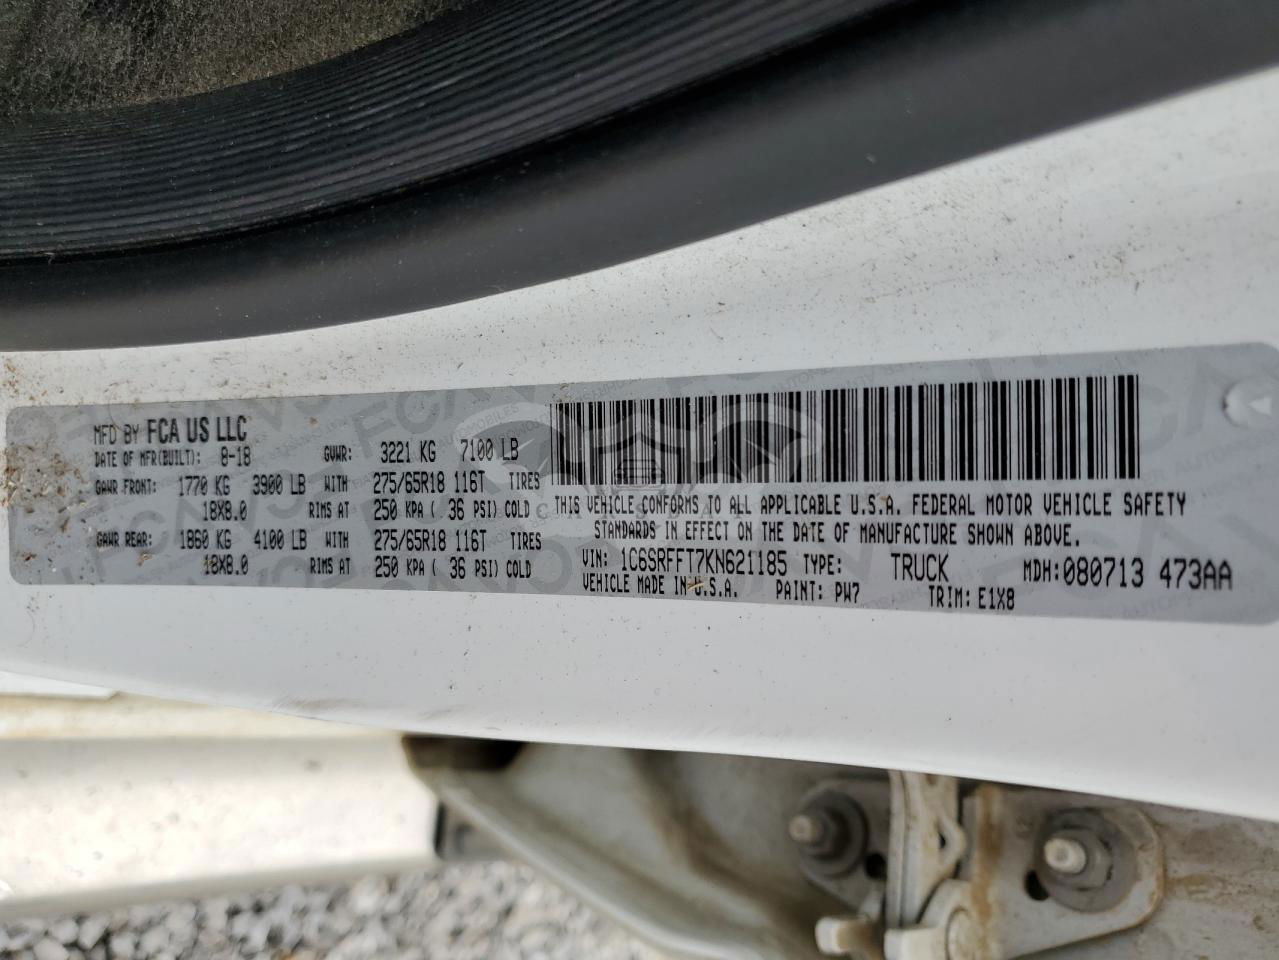 MFD BY FCA US LLC
DATE OF MFR(BUILT): 8-18 GVWR: 3221 KG 7100 LB
GAWR FRONT: 1770 KG 3900 LB WITH 275/65R18 116T TIRES
18X8.0 RIMS AT 250 KPA ( 36 PSI) COLD
GAWR REAR: 1860 KG 4100 LB WITH 275/65R18 116T TIRES
18X8.0 RIMS AT 250 KPA ( 36 PSI) COLD
THIS VEHICLE CONFORMS TO ALL APPLICABLE U.S.A. FEDERAL MOTOR VEHICLE SAFETY
STANDARDS IN EFFECT ON THE DATE OF MANUFACTURE SHOWN ABOVE.
VIN: 1C6SRFFT7KN621185 TYPE: TRUCK MDH: 080713 473AA
VEHICLE MADE IN U.S.A. PAINT: PW7 TRIM: E1X8